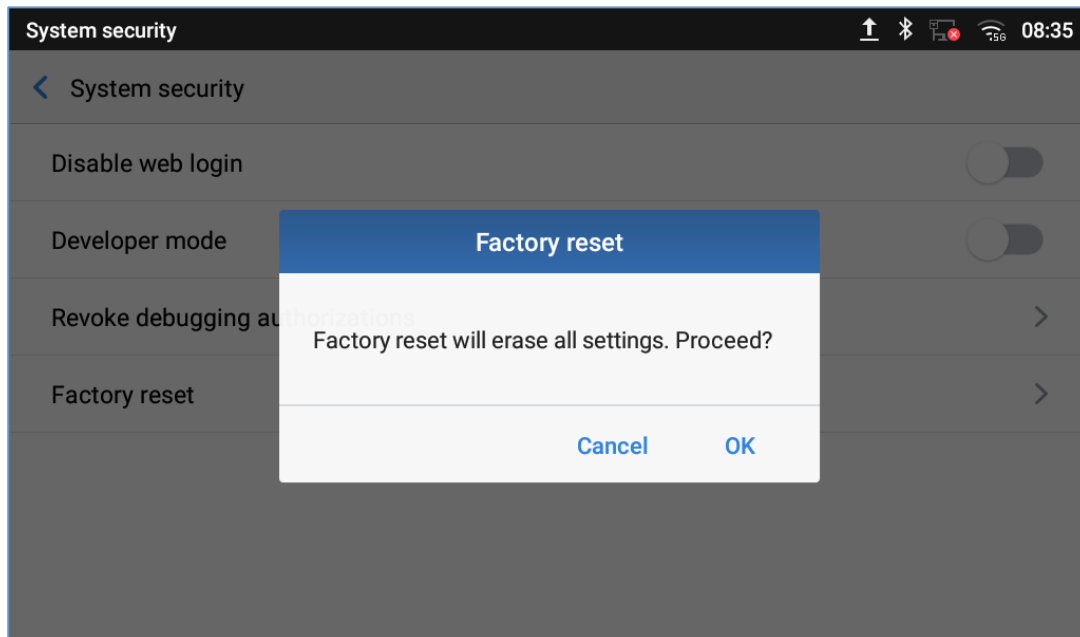 System security
08:35
System security
Disable web login
Developer mode
Revoke debugging authorizations
Factory reset
Factory reset
Factory reset will erase all settings. Proceed?
Cancel
OK